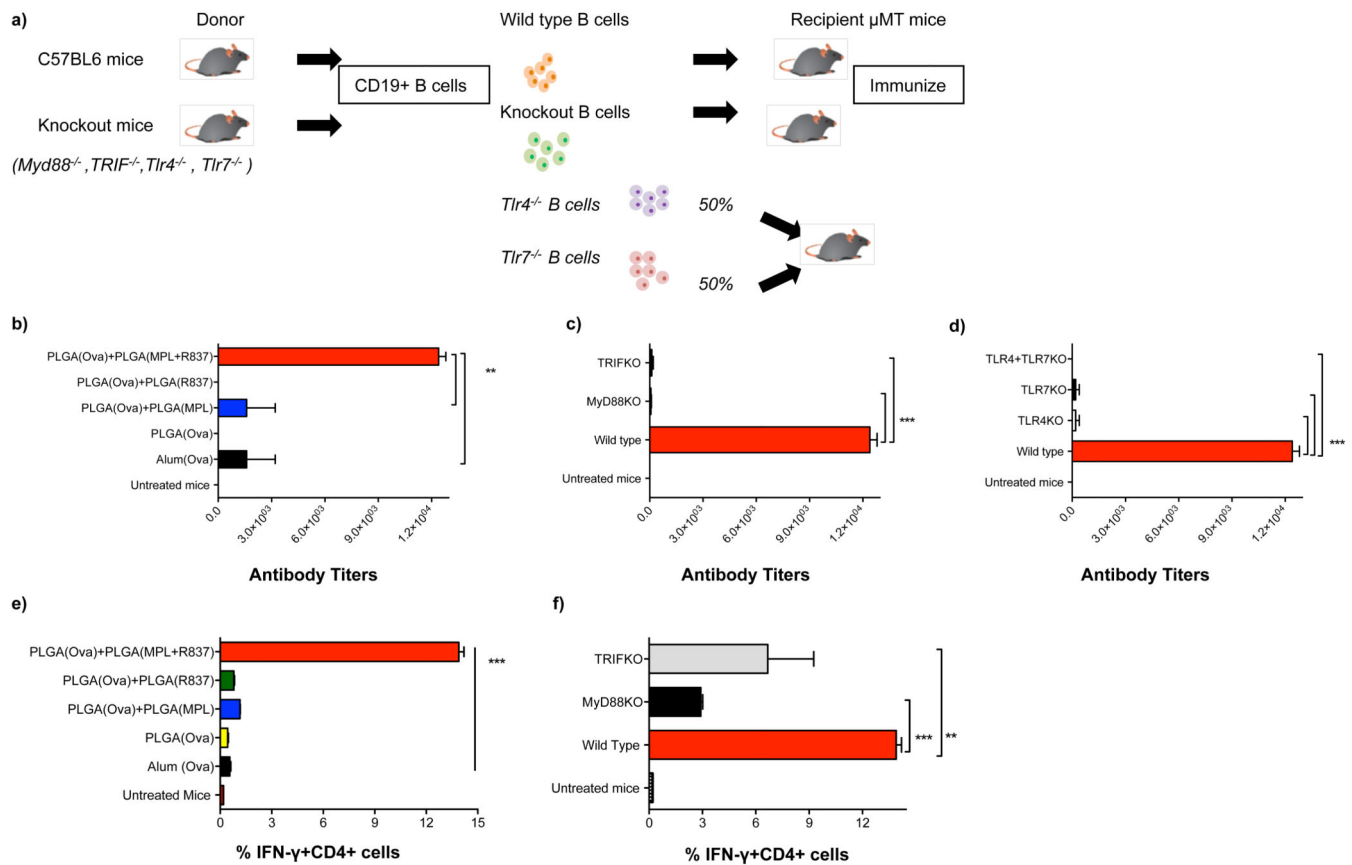 a)
Donor
Wild type B cells
Recipient µMT mice
C57BL6 mice
CD19+ B cells
Immunize
Knockout mice
Knockout B cells
(Myd88-/- ,TRIF-/-,Tlr4-/- , Tlr7-/- )
Tlr4-/- B cells 50%
Tlr7-/- B cells
50%
b)
PLGA(Ova)+PLGA(MPL+R837)
PLGA(Ova)+PLGA(R837)
PLGA(Ova)+PLGA(MPL)
PLGA(Ova)
Alum(Ova)
Untreated mice
**
0.0
3.0×10^03
6.0×10^03
9.0×10^03
1.2×10^04
Antibody Titers
c)
TRIFKO
MyD88KO
Wild type
Untreated mice
***
0.0
3.0×10^03
6.0×10^03
9.0×10^03
1.2×10^04
Antibody Titers
d)
TLR4+TLR7KO
TLR7KO
TLR4KO
Wild type
Untreated mice
***
0.0
3.0×10^03
6.0×10^03
9.0×10^03
1.2×10^04
Antibody Titers
e)
PLGA(Ova)+PLGA(MPL+R837)
PLGA(Ova)+PLGA(R837)
PLGA(Ova)+PLGA(MPL)
PLGA(Ova)
Alum (Ova)
Untreated Mice
***
0 3 6 9 12 15
% IFN-γ+CD4+ cells
f)
TRIFKO
MyD88KO
Wild Type
Untreated mice
*** **
0 3 6 9 12
% IFN-γ+CD4+ cells